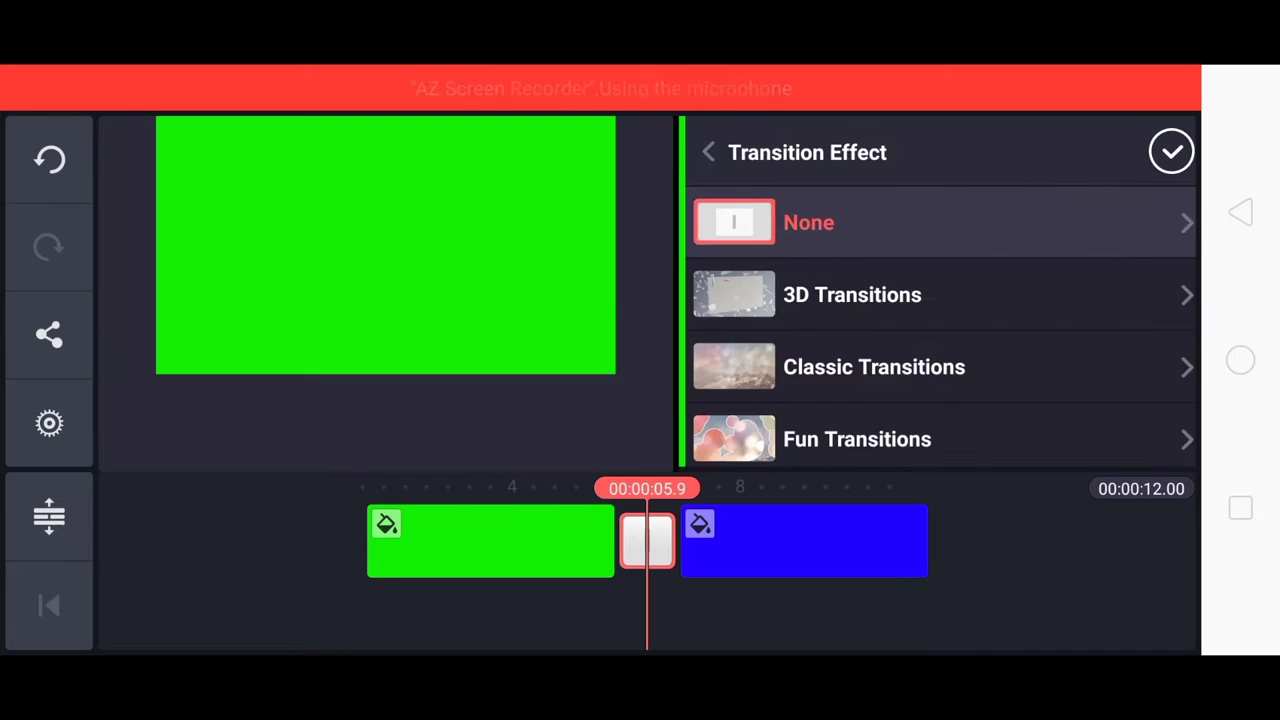 "AZ Screen Recorder".Using the microphone
Transition Effect
None
3D Transitions
Classic Transitions
Fun Transitions
4
00:00:05.9
8
00:00:12.00